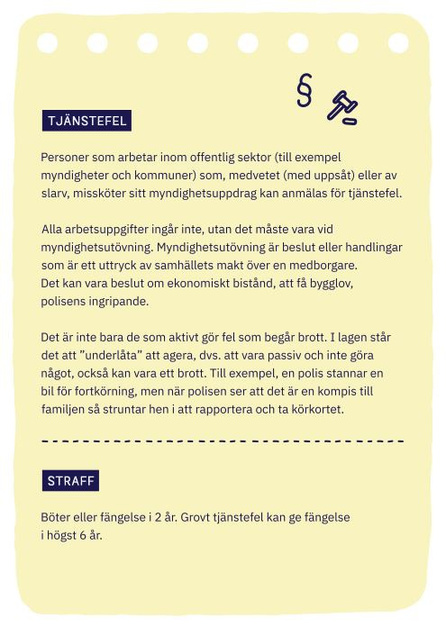 §
TJÄNSTEFEL
Personer som arbetar inom offentlig sektor (till exempel
myndigheter och kommuner) som, medvetet (med uppsåt) eller av
slarv, missköter sitt myndighetsuppdrag kan anmälas för tjänstefel.
Alla arbetsuppgifter ingår inte, utan det måste vara vid
myndighetsutövning. Myndighetsutövning är beslut eller handlingar
som är ett uttryck av samhällets makt över en medborgare.
Det kan vara beslut om ekonomiskt bistånd, att få bygglov,
polisens ingripande.
Det är inte bara de som aktivt gör fel som begår brott. I lagen står
det att ”underlåta” att agera, dvs. att vara passiv och inte göra
något, också kan vara ett brott. Till exempel, en polis stannar en
bil för fortkörning, men när polisen ser att det är en kompis till
familjen så struntar hen i att rapportera och ta körkortet.
STRAFF
Böter eller fängelse i 2 år. Grovt tjänstefel kan ge fängelse
i högst 6 år.